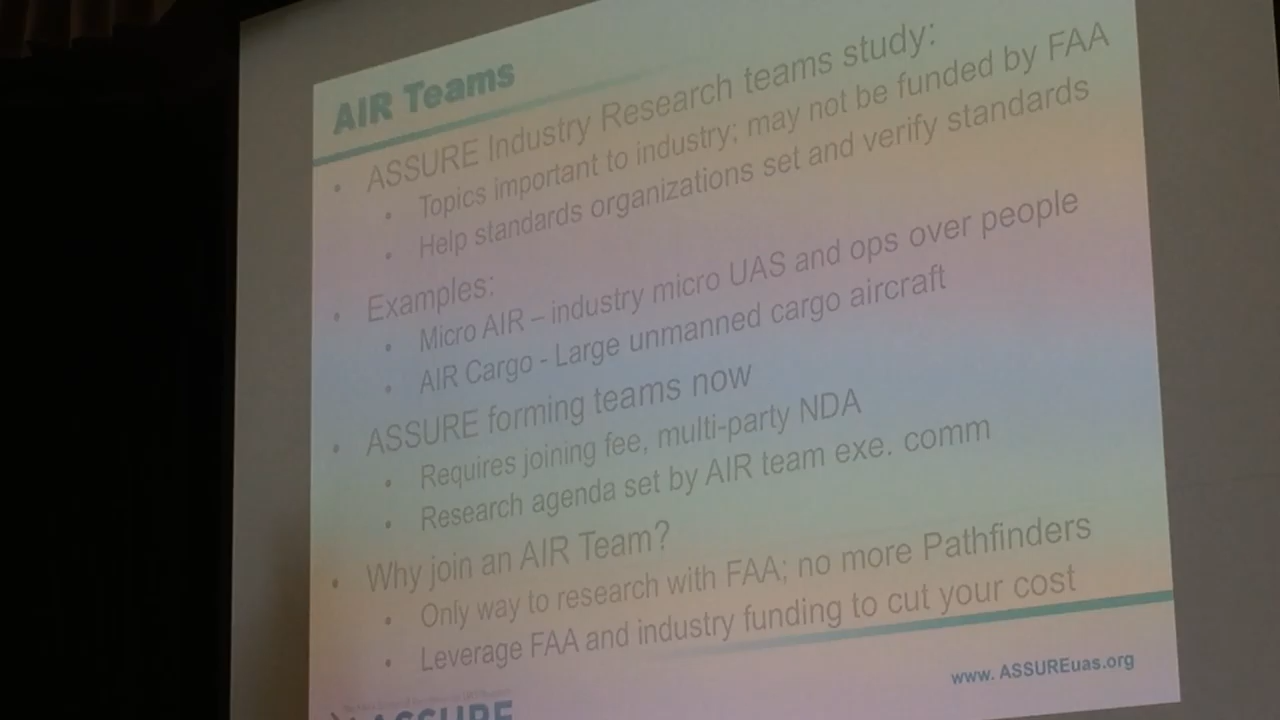 AIR Teams
• ASSURE Industry Research teams study:
• Topics important to industry; may not be funded by FAA
• Help standards organizations set and verify standards
• Examples:
• Micro AIR – industry micro UAS and ops over people
• AIR Cargo - Large unmanned cargo aircraft
• ASSURE forming teams now
• Requires joining fee, multi-party NDA
• Research agenda set by AIR team exe. comm
• Why join an AIR Team?
• Only way to research with FAA; no more Pathfinders
• Leverage FAA and industry funding to cut your cost
www. ASSUREuas.org
ASSURE